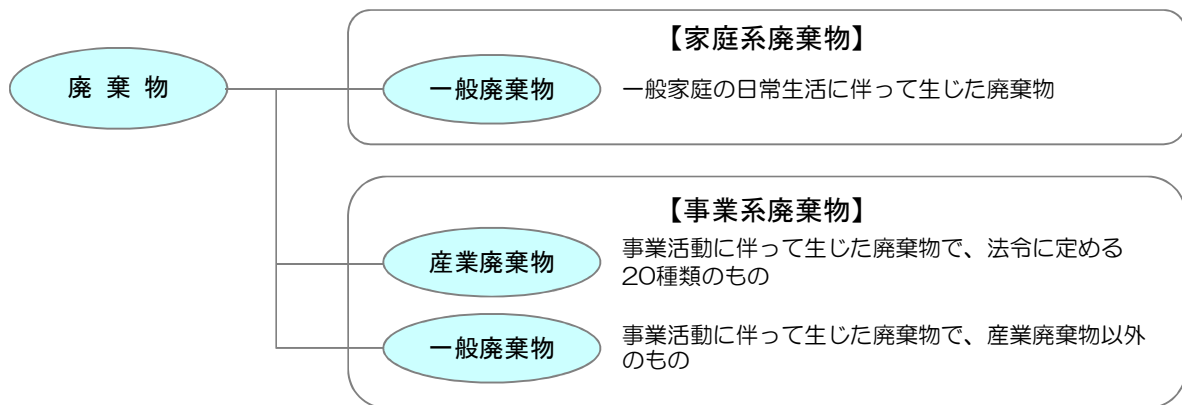 【家庭系廃棄物】
廃 棄 物
一般廃棄物
一般家庭の日常生活に伴って生じた廃棄物
【事業系廃棄物】
産業廃棄物
事業活動に伴って生じた廃棄物で、法令に定める
20種類のもの
一般廃棄物
事業活動に伴って生じた廃棄物で、産業廃棄物以外
のもの